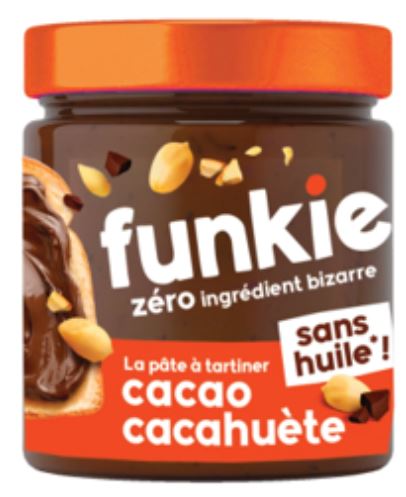 funkie
zéro ingrédient bizarre
sans
huile*!
La pâte à tartiner
cacao
cacahuète